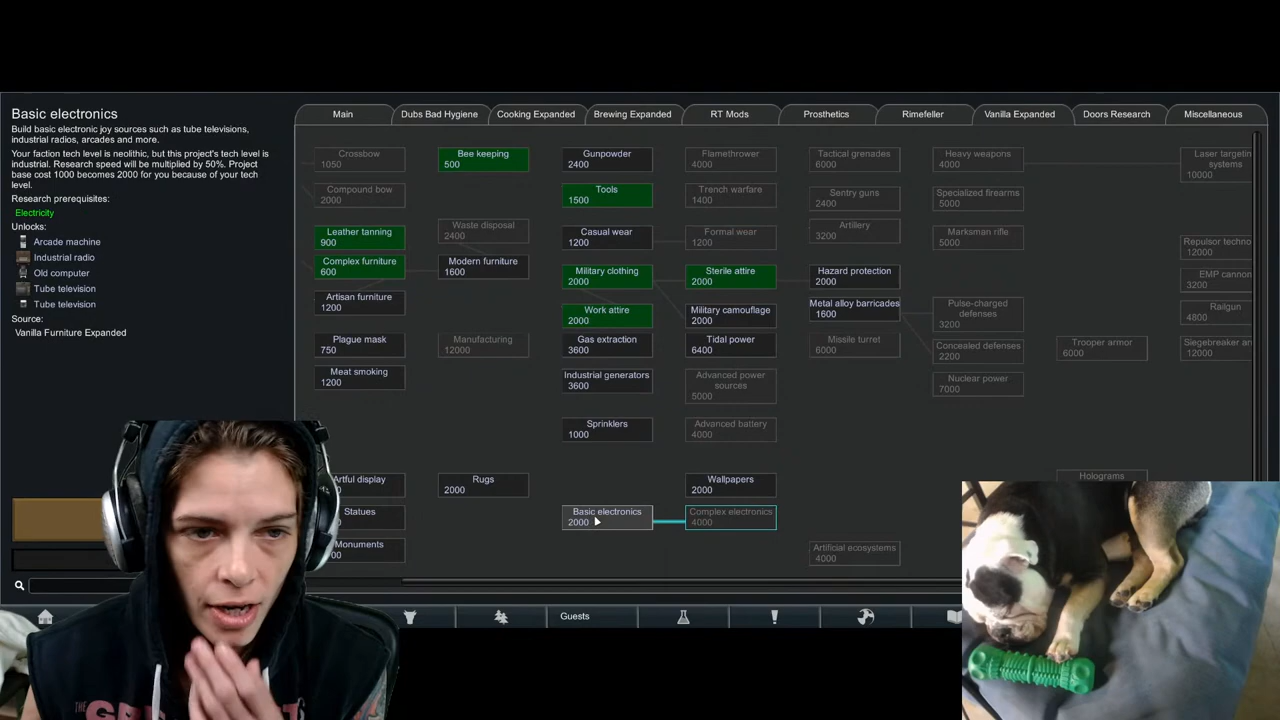 Basic electronics
Build basic electronic joy sources such as tube televisions,
industrial radios, arcades and more.
Your faction tech level is neolithic, but this project's tech level is
industrial. Research speed will be multiplied by 50%. Project
base cost 1000 becomes 2000 for you because of your tech
level.
Research prerequisites:
Electricity
Unlocks:
Arcade machine
Industrial radio
Old computer
Tube television
Tube television
Source:
Vanilla Furniture Expanded
Main
Dubs Bad Hygiene
Cooking Expanded
Brewing Expanded
RT Mods
Prosthetics
Rimefeller
Vanilla Expanded
Doors Research
Miscellaneous
Crossbow
1050
Compound bow
2000
Leather tanning
900
Complex furniture
600
Artisan furniture
1200
Plague mask
750
Meat smoking
1200
Artful display
Statues
Monuments
00
Bee keeping
500
Waste disposal
2400
Modern furniture
1600
Manufacturing
12000
Rugs
2000
Gunpowder
2400
Tools
1500
Casual wear
1200
Military clothing
2000
Work attire
2000
Gas extraction
3600
Industrial generators
3600
Sprinklers
1000
Basic electronics
2000
Flamethrower
4000
Trench warfare
1400
Formal wear
1200
Sterile attire
2000
Military camouflage
2000
Tidal power
6400
Advanced power
sources
5000
Advanced battery
4000
Wallpapers
2000
Complex electronics
4000
Tactical grenades
6000
Sentry guns
2400
Artillery
3200
Hazard protection
2000
Metal alloy barricades
1600
Missile turret
6000
Artificial ecosystems
4000
Heavy weapons
4000
Specialized firearms
5000
Marksman rifle
5000
Pulse-charged
defenses
3200
Concealed defenses
2200
Nuclear power
7000
Trooper armor
6000
Holograms
Laser targetin
systems
10000
Repulsor techno
12000
EMP cannon
3200
Railgun
4800
Siegebreaker ar
12000
Guests
THE